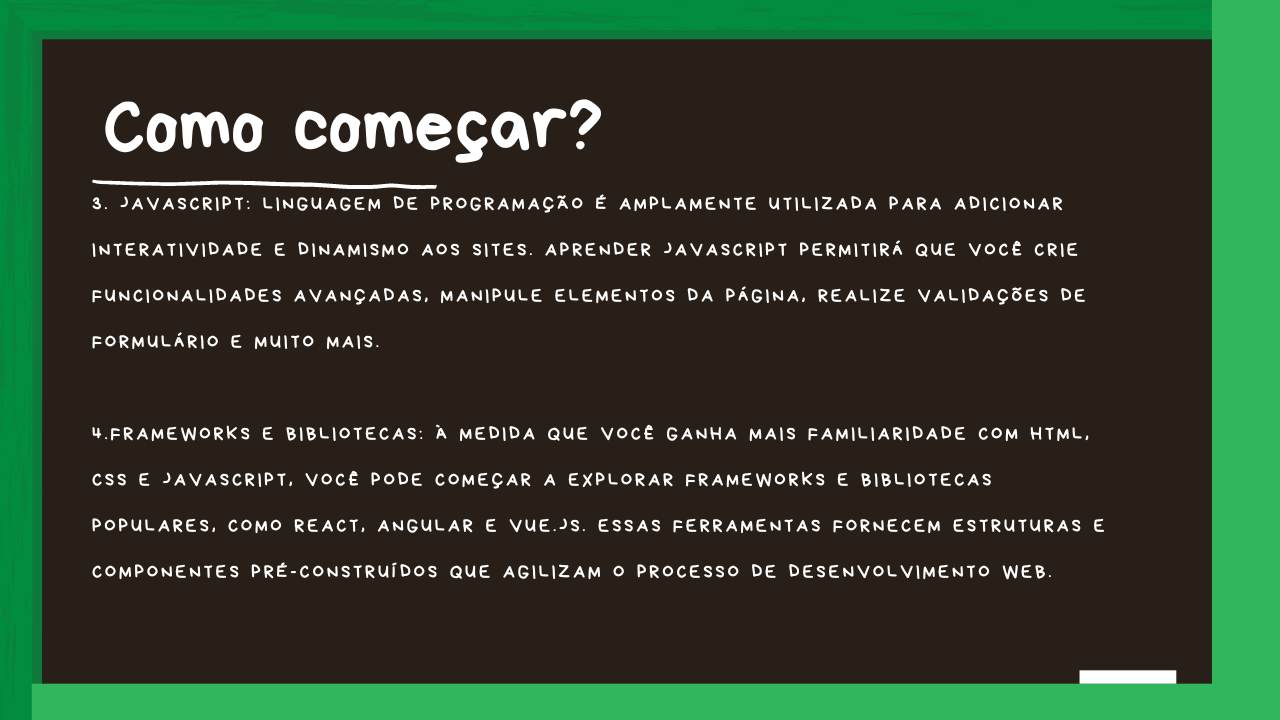 Como começar?
3. JAVASCRIPT: LINGUAGEM DE PROGRAMAÇÃO É AMPLAMENTE UTILIZADA PARA ADICIONAR
INTERATIVIDADE E DINAMISMO AOS SITES. APRENDER JAVASCRIPT PERMITIRÁ QUE VOCÊ CRIE
FUNCIONALIDADES AVANÇADAS, MANIPULE ELEMENTOS DA PÁGINA, REALIZE VALIDAÇÕES DE
FORMULÁRIO E MUITO MAIS.
4.FRAMEWORKS E BIBLIOTECAS: À MEDIDA QUE VOCÊ GANHA MAIS FAMILIARIDADE COM HTML,
CSS E JAVASCRIPT, VOCÊ PODE COMEÇAR A EXPLORAR FRAMEWORKS E BIBLIOTECAS
POPULARES, COMO REACT, ANGULAR E VUE.JS. ESSAS FERRAMENTAS FORNECEM ESTRUTURAS E
COMPONENTES PRÉ-CONSTRUÍDOS QUE AGILIZAM O PROCESSO DE DESENVOLVIMENTO WEB.